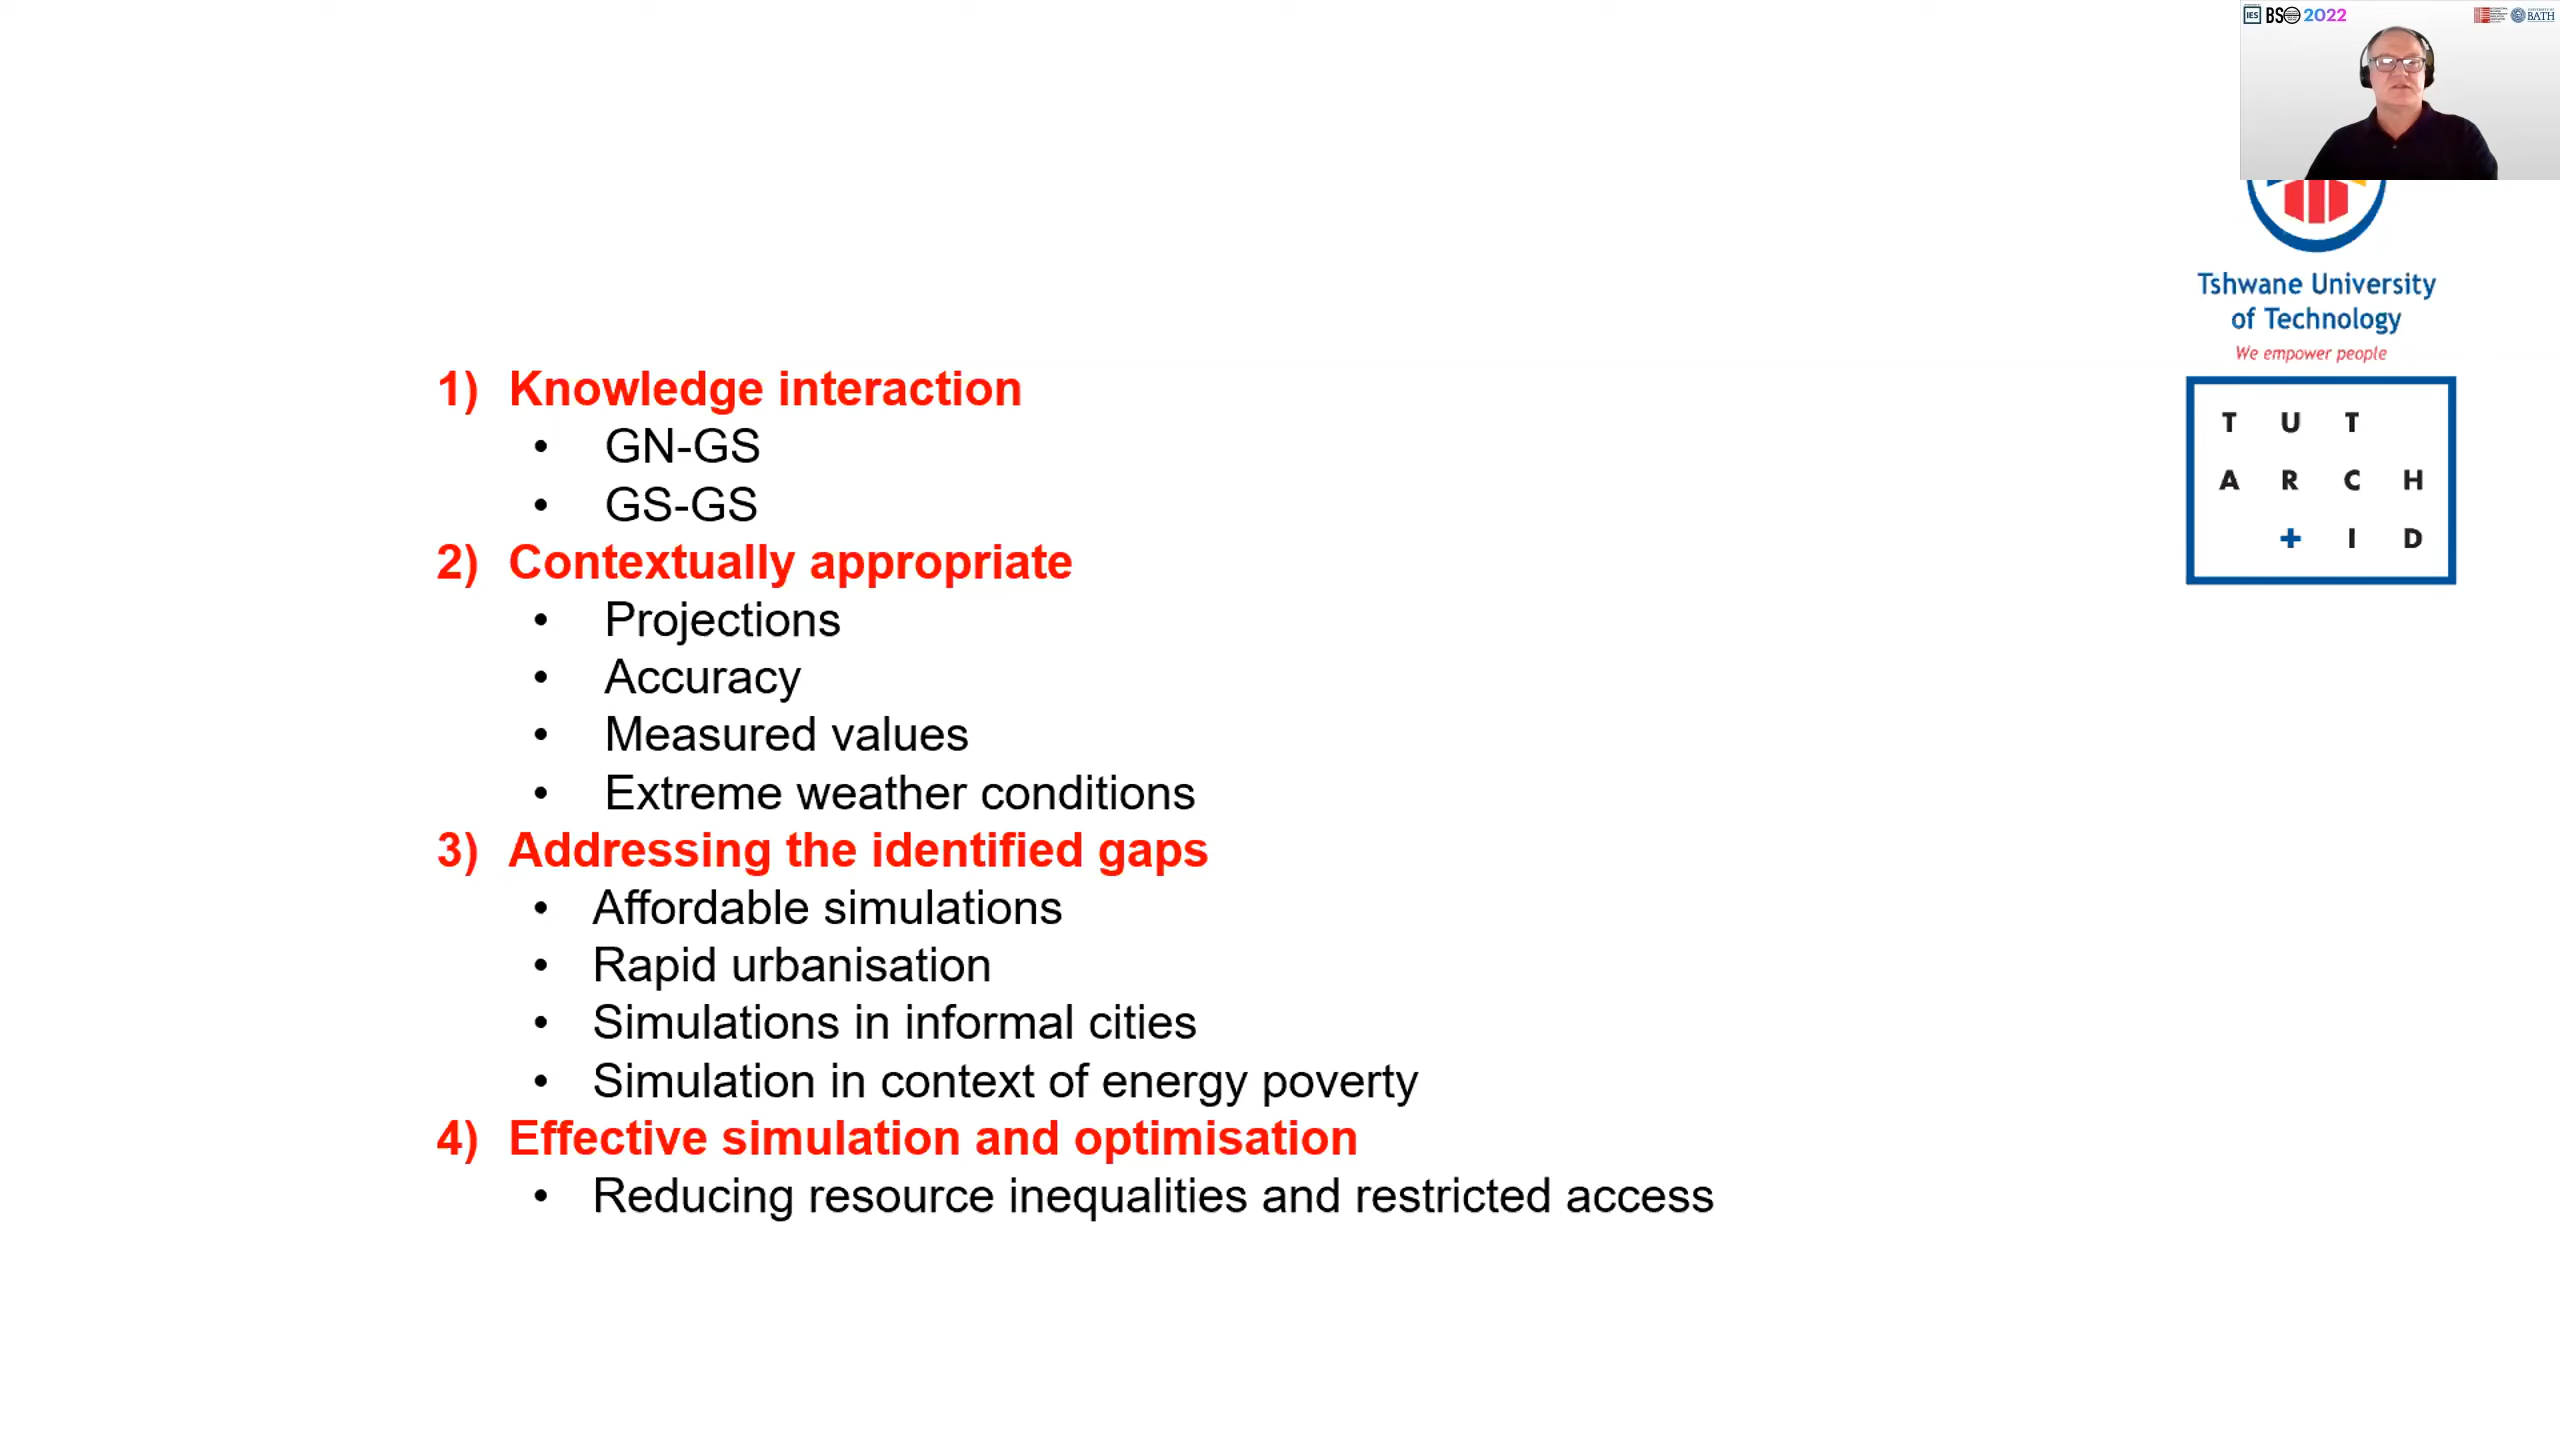 IES BSO 2022
BATH
Tshwane University
of Technology
We empower people
T U T
A R C H
+ I D
1) Knowledge interaction
• GN-GS
• GS-GS
2) Contextually appropriate
• Projections
• Accuracy
• Measured values
• Extreme weather conditions
3) Addressing the identified gaps
• Affordable simulations
• Rapid urbanisation
• Simulations in informal cities
• Simulation in context of energy poverty
4) Effective simulation and optimisation
• Reducing resource inequalities and restricted access